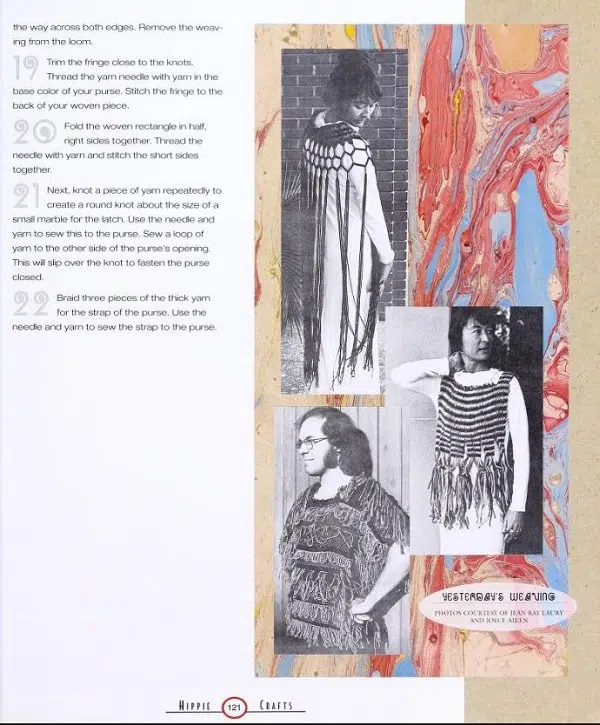 the way across both edges. Remove the weav-
ing from the loom.
19 Trim the fringe close to the knots.
Thread the yarn needle with yarn in the
base color of your purse. Stitch the fringe to the
back of your woven piece.
20 Fold the woven rectangle in half,
right sides together. Thread the
needle with yarn and stitch the short sides
together.
21 Next, knot a piece of yarn repeatedly to
create a round knot about the size of a
small marble for the latch. Use the needle and
yarn to sew this to the purse. Sew a loop of
yarn to the other side of the purse's opening.
This will slip over the knot to fasten the purse
closed.
22 Braid three pieces of the thick yarn
for the strap of the purse. Use the
needle and yarn to sew the strap to the purse.
YESTERDAY'S WEAVING
PHOTOS COURTESY OF JEAN RAY LAURY
AND JOYCE AIKEN
HIPPIE 121 CRAFTS